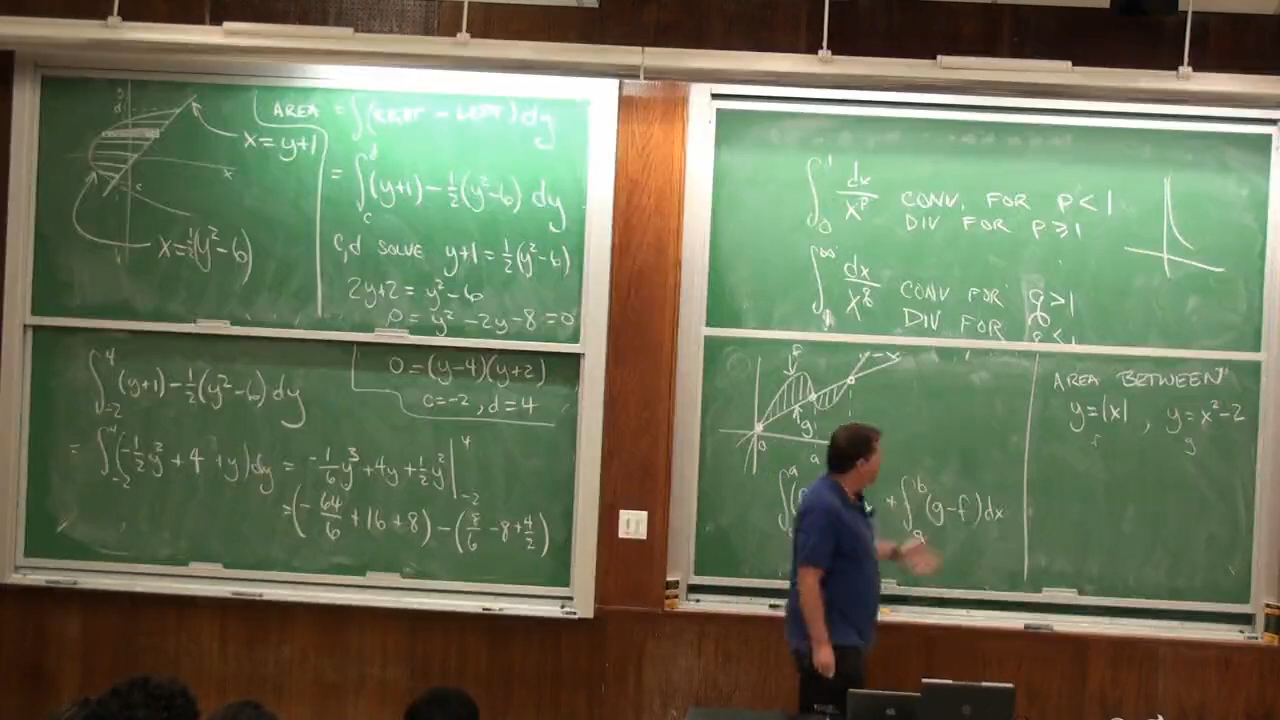 y
d
x = y+1
x
c
x = ½(y²-6)
AREA = ∫(RIGHT - LEFT) dy
= ∫_c^d (y+1) - ½(y²-6) dy
c,d SOLVE y+1 = ½(y²-6)
2y+2 = y²-6
0 = y²-2y-8=0
∫_{-2}^4 (y+1) - ½(y²-6) dy
0=(y-4)(y+2)
c=-2, d=4
= ∫_{-2}^4 (-½y² + 4 + y) dy = -1/6 y³ + 4y + ½y² |_{-2}^4
= (-64/6 + 16 + 8) - (8/6 - 8 + 4/2)
∫_0^1 dx/x^p CONV. FOR p<1
DIV FOR p≥1
∫_1^∞ dx/x^q CONV FOR q>1
DIV FOR
f
g
0
a
+ ∫_a^b (g-f) dx
AREA BETWEEN
y=|x|, y=x²-2
f
g